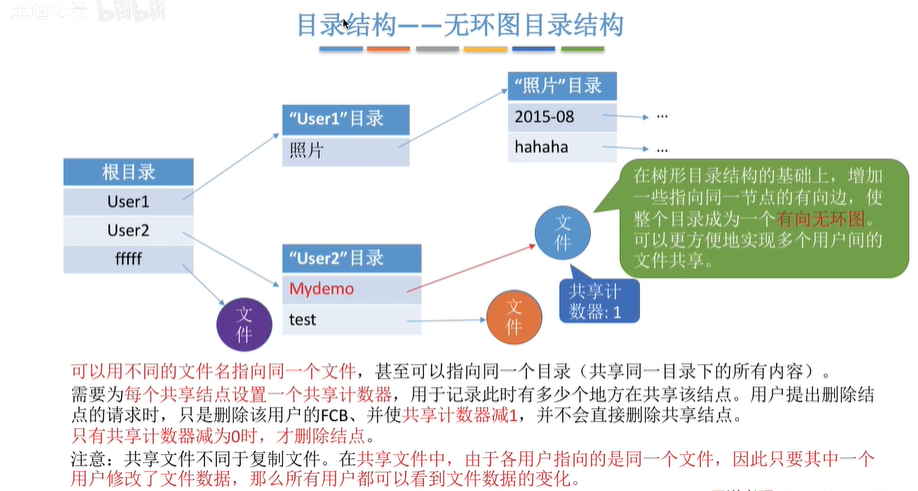 bilibili
目录结构——无环图目录结构
“照片”目录
2015-08
...
hahaha
...
“User1”目录
照片
根目录
User1
User2
fffff
在树形目录结构的基础上，增加
一些指向同一节点的有向边，使
整个目录成为一个有向无环图。
可以更方便地实现多个用户间的
文件共享。
文
件
共享计
数器: 1
“User2”目录
Mydemo
test
文
件
文
件
可以用不同的文件名指向同一个文件，甚至可以指向同一个目录（共享同一目录下的所有内容）。
需要为每个共享结点设置一个共享计数器，用于记录此时有多少个地方在共享该结点。用户提出删除结
点的请求时，只是删除该用户的FCB、并使共享计数器减1，并不会直接删除共享结点。
只有共享计数器减为0时，才删除结点。
注意：共享文件不同于复制文件。在共享文件中，由于各用户指向的是同一个文件，因此只要其中一个
用户修改了文件数据，那么所有用户都可以看到文件数据的变化。